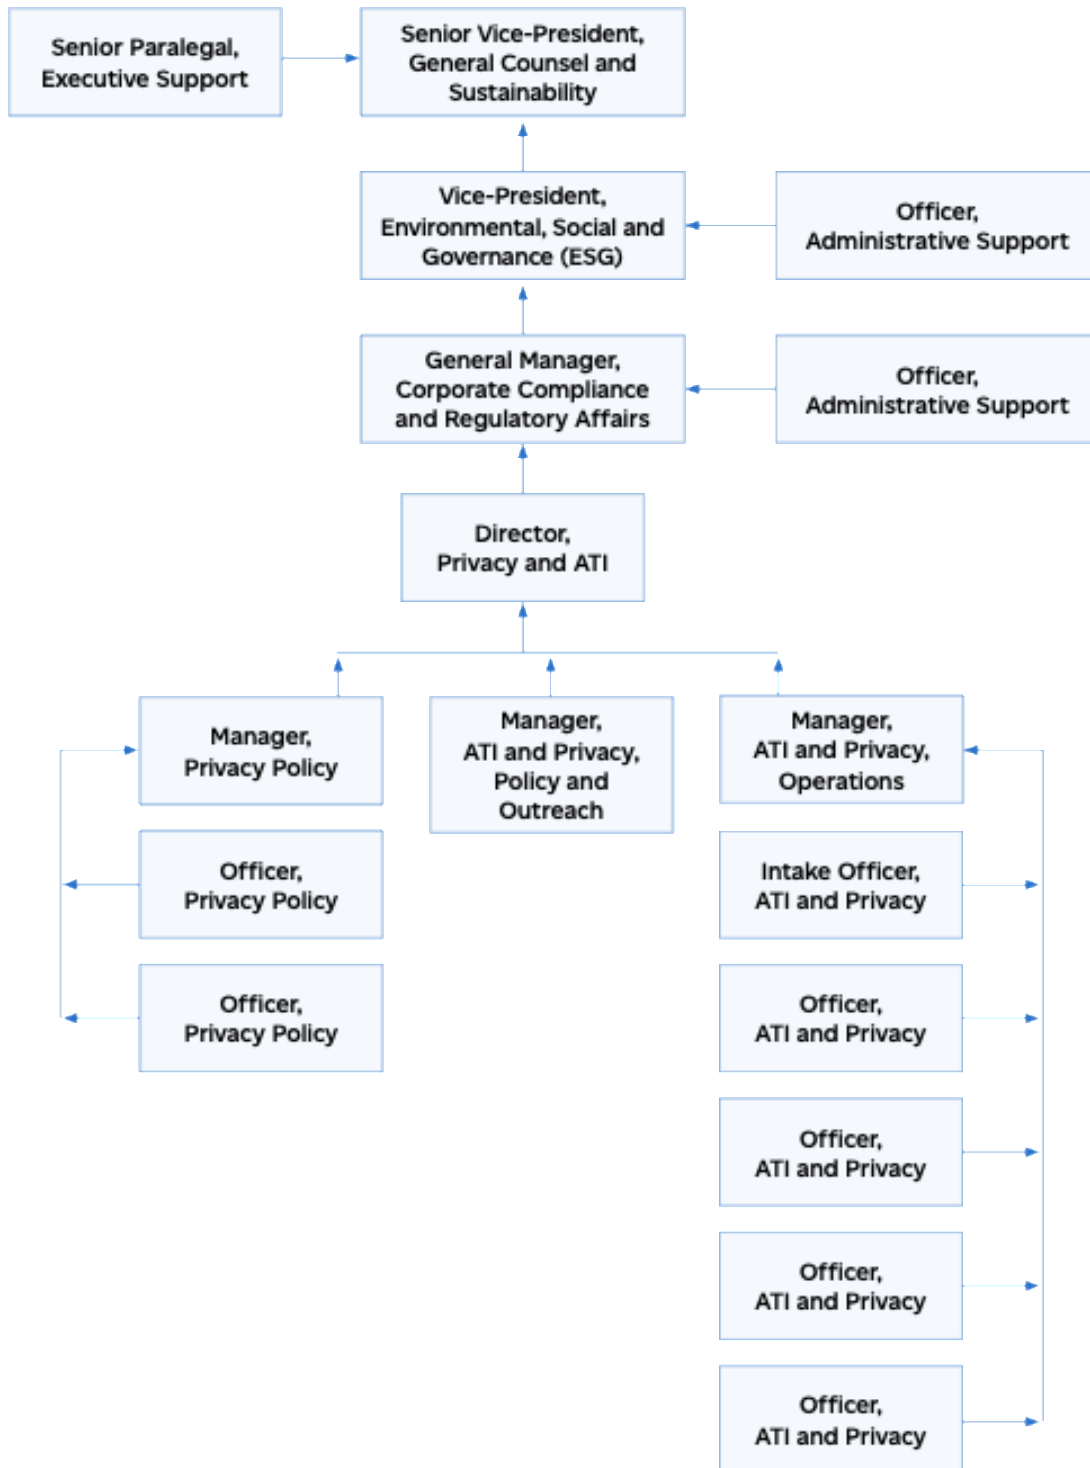 Senior Paralegal,
Executive Support
Senior Vice-President,
General Counsel and
Sustainability
Vice-President,
Environmental, Social and
Governance (ESG)
Officer,
Administrative Support
General Manager,
Corporate Compliance
and Regulatory Affairs
Officer,
Administrative Support
Director,
Privacy and ATI
Manager,
Privacy Policy
Manager,
ATI and Privacy,
Policy and
Outreach
Manager,
ATI and Privacy,
Operations
Officer,
Privacy Policy
Intake Officer,
ATI and Privacy
Officer,
Privacy Policy
Officer,
ATI and Privacy
Officer,
ATI and Privacy
Officer,
ATI and Privacy
Officer,
ATI and Privacy